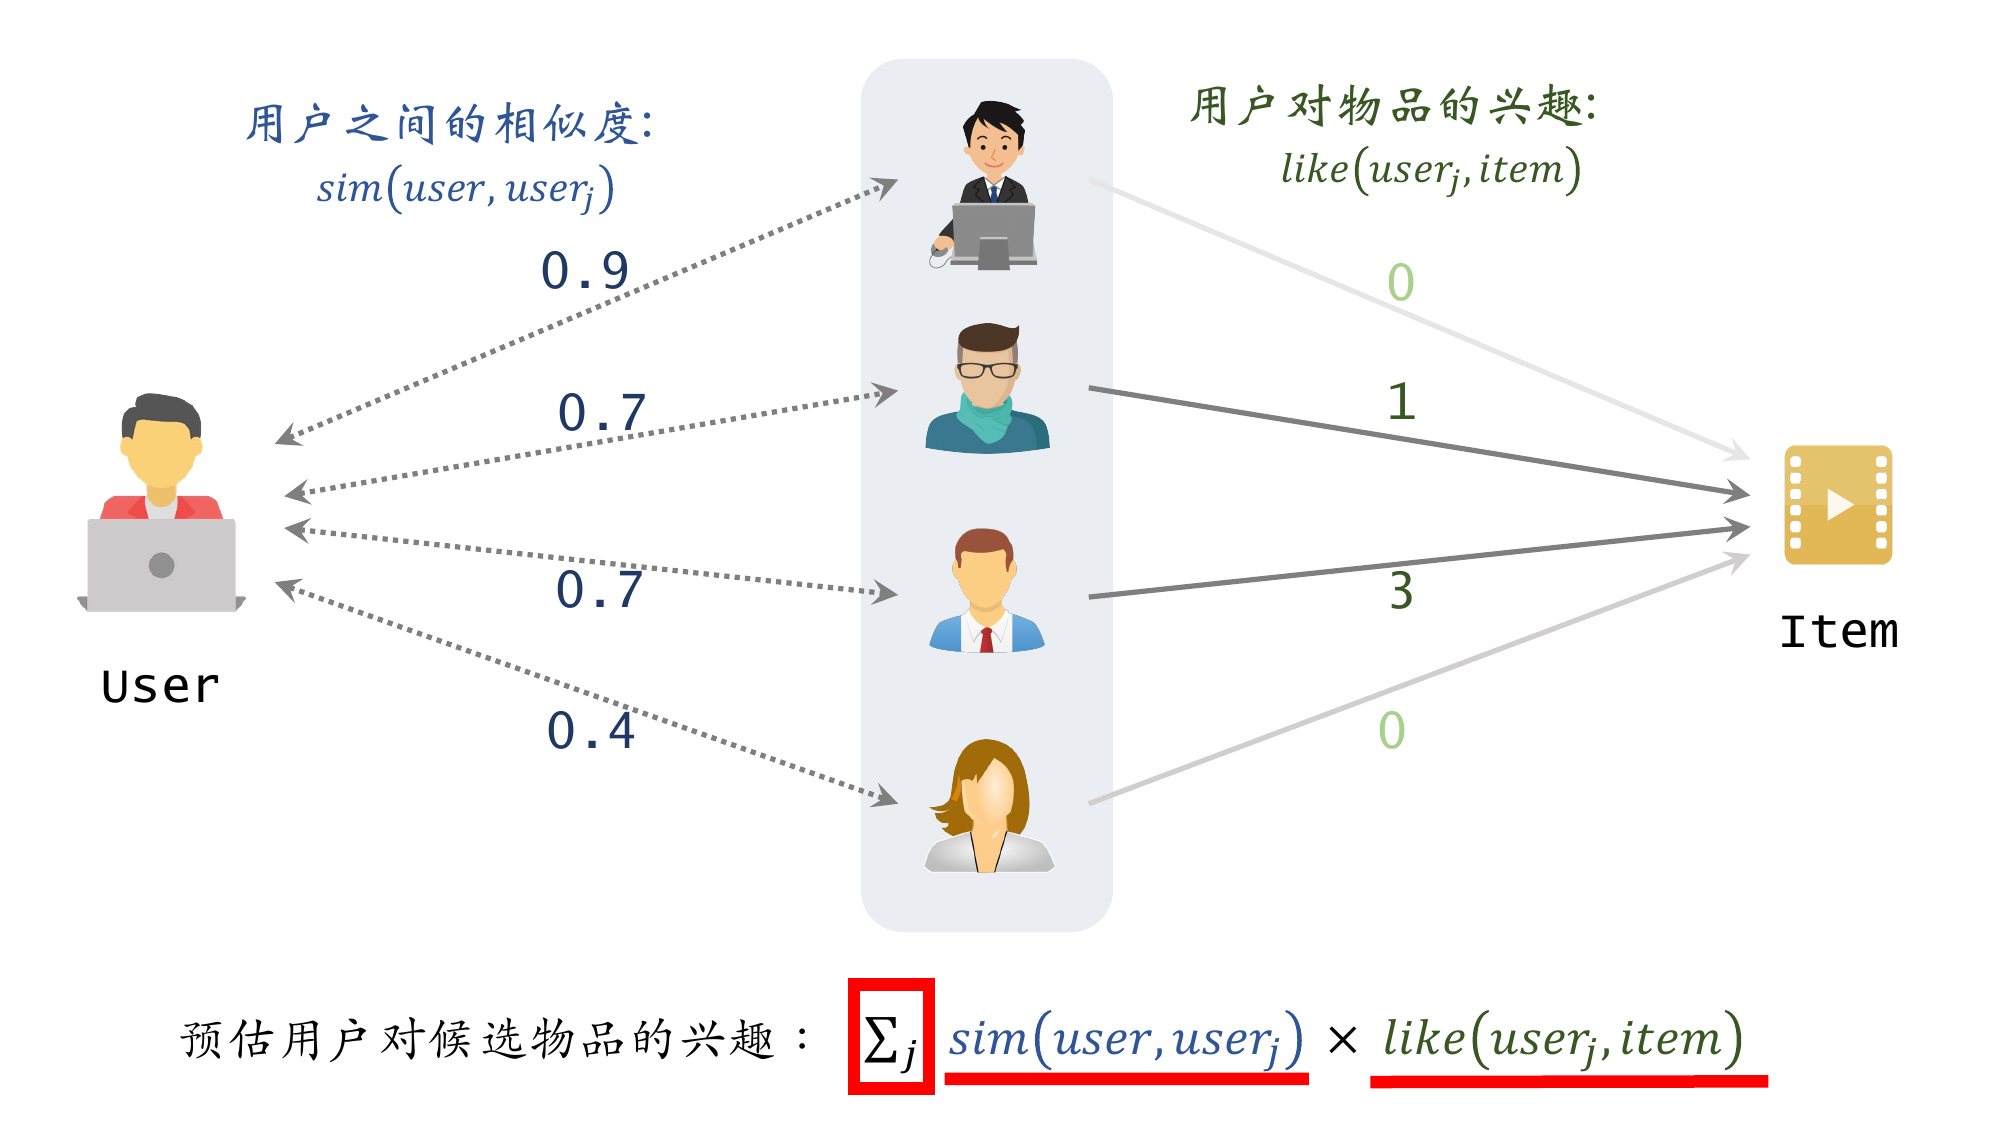 用户之间的相似度:
sim(user, user_j)
用户对物品的兴趣:
like(user_j, item)
0.9
0
0.7
1
0.7
3
0.4
0
User
Item
预估用户对候选物品的兴趣: ∑_j sim(user, user_j) × like(user_j, item)